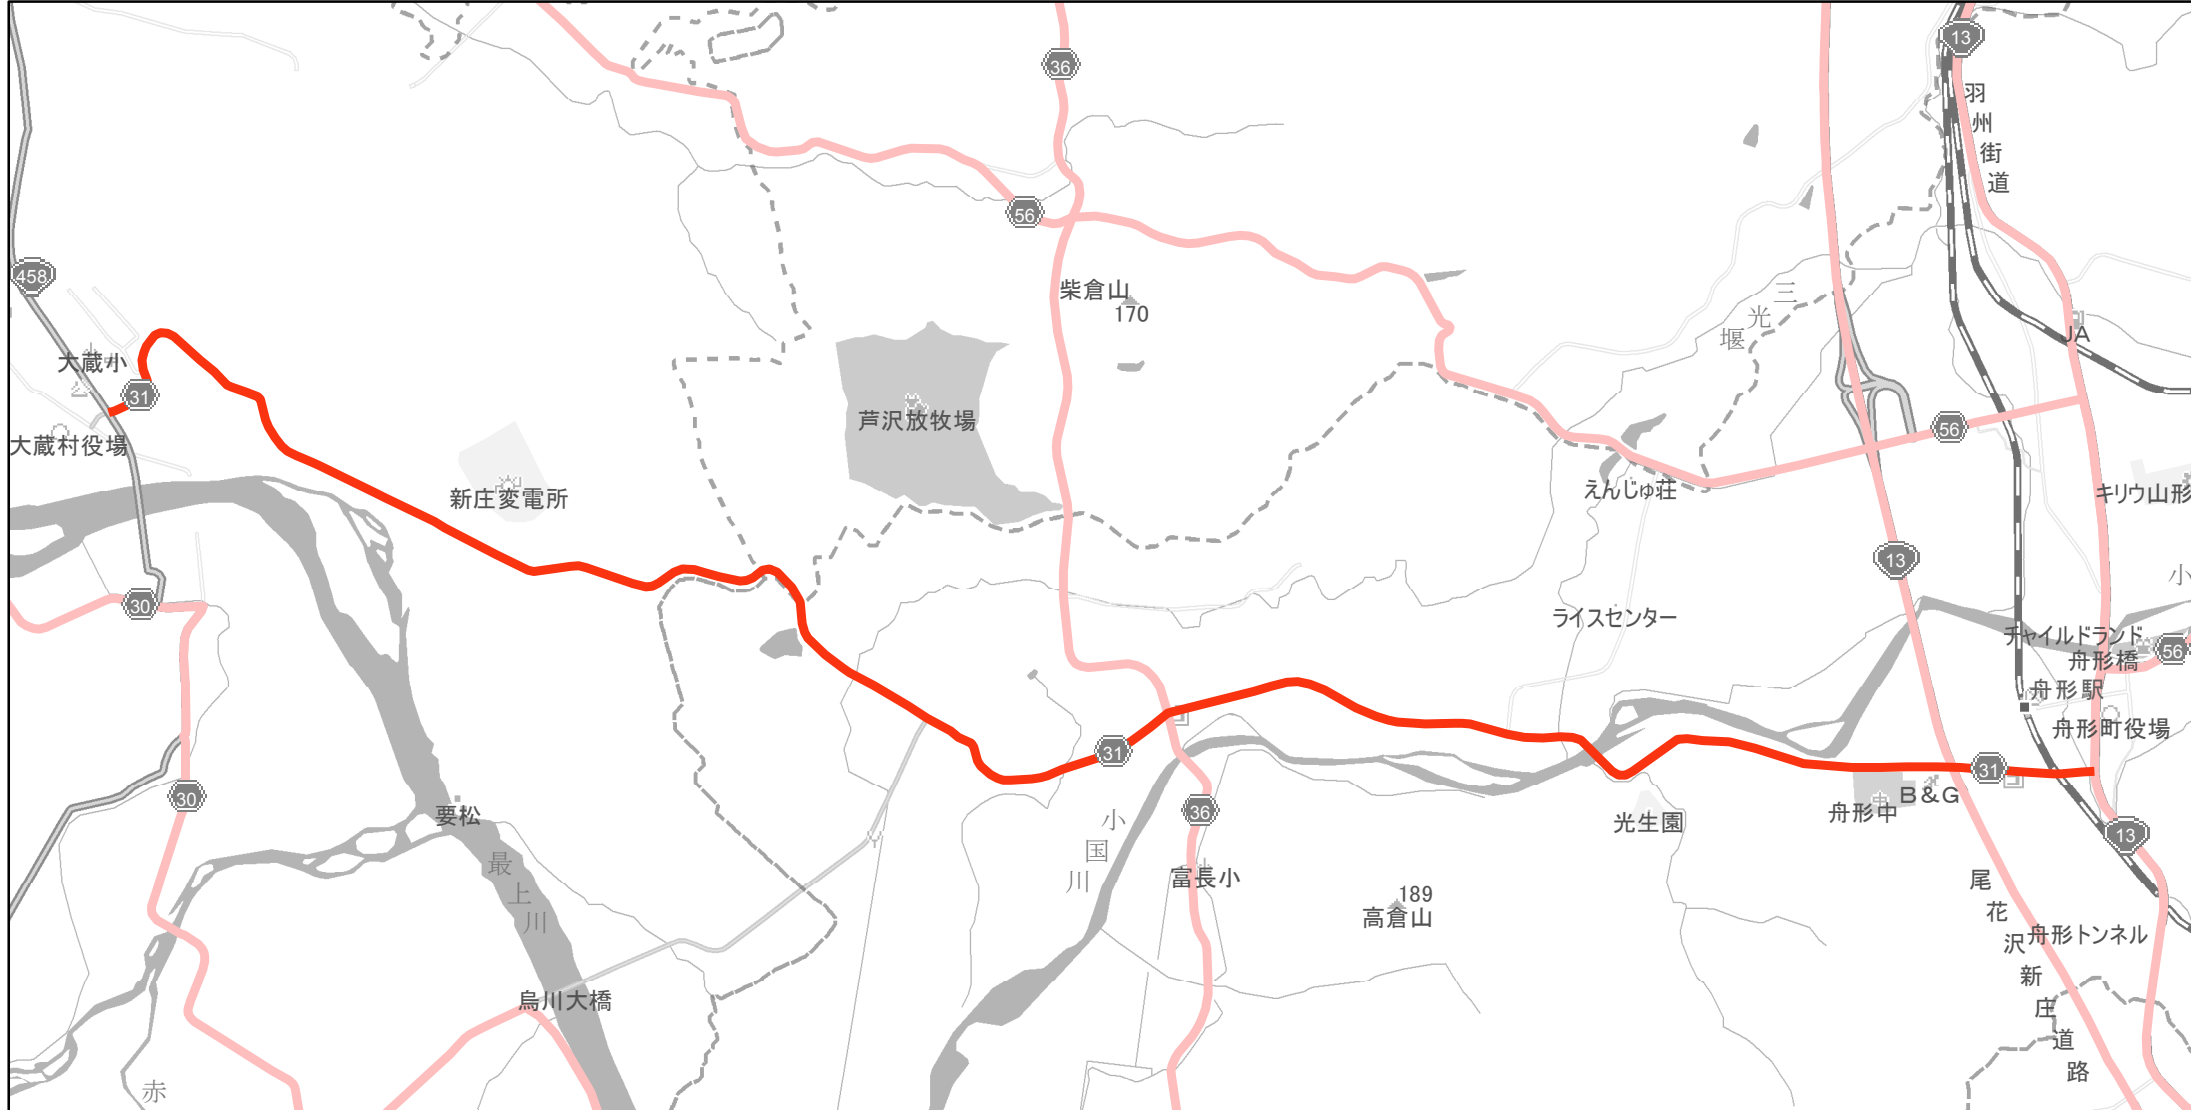 13
36
羽州街道
56
458
柴倉山
170
三光堰
JA
大蔵小
31
芦沢放牧場
56
大蔵村役場
新庄変電所
えんじゅ荘
キリウ山形
13
30
小
ライスセンター
チャイルドランド
56
舟形橋
舟形駅
舟形町役場
31
31
30
36
B&G
要松
小国川
光生園
舟形中
13
最上川
富長小
189
高倉山
尾花沢新庄道路
舟形トンネル
烏川大橋
赤